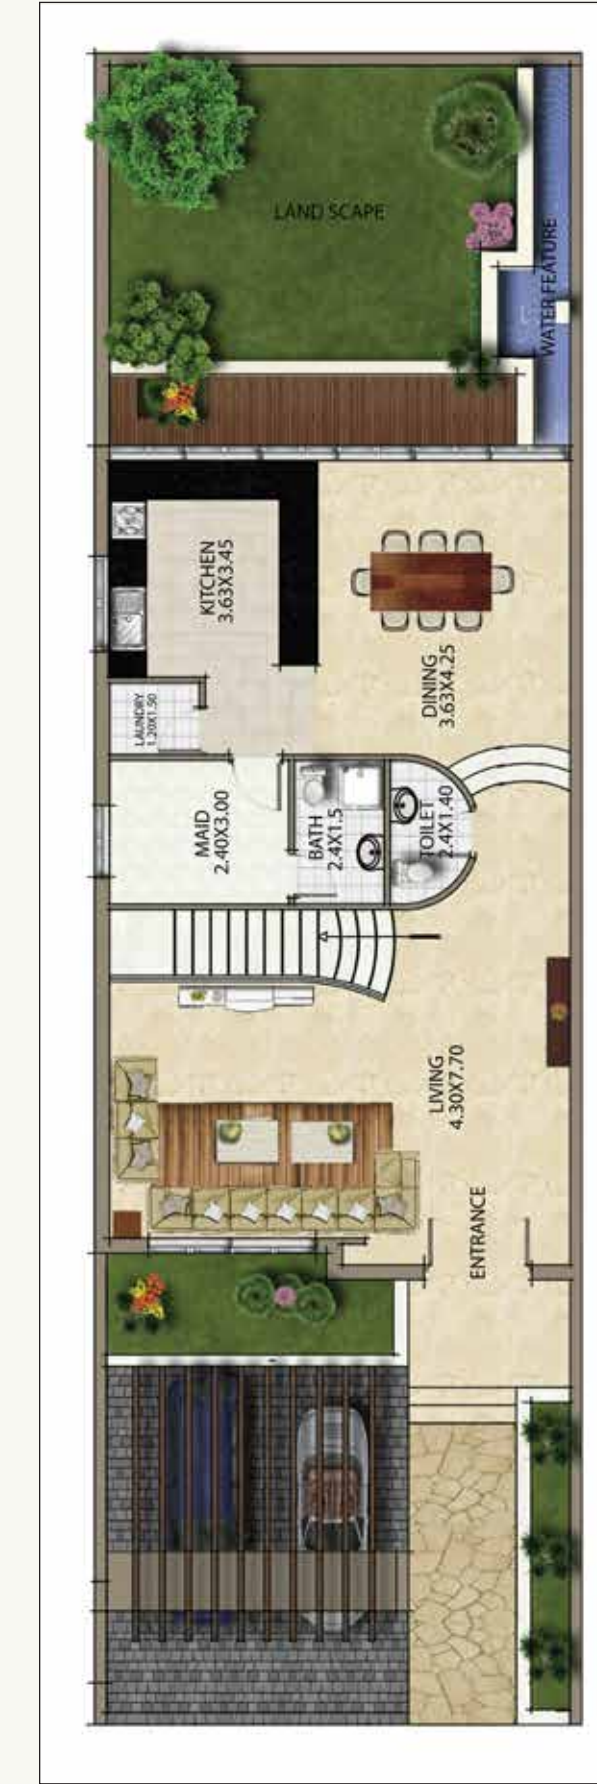 LAND SCAPE
WATER FEATURE
KITCHEN
3.63X3.45
DINING
3.63X4.25
LAUNDRY
1.20X1.50
MAID
2.40X3.00
BATH
2.4X1.5
TOILET
2.4X1.40
LIVING
4.30X7.70
ENTRANCE